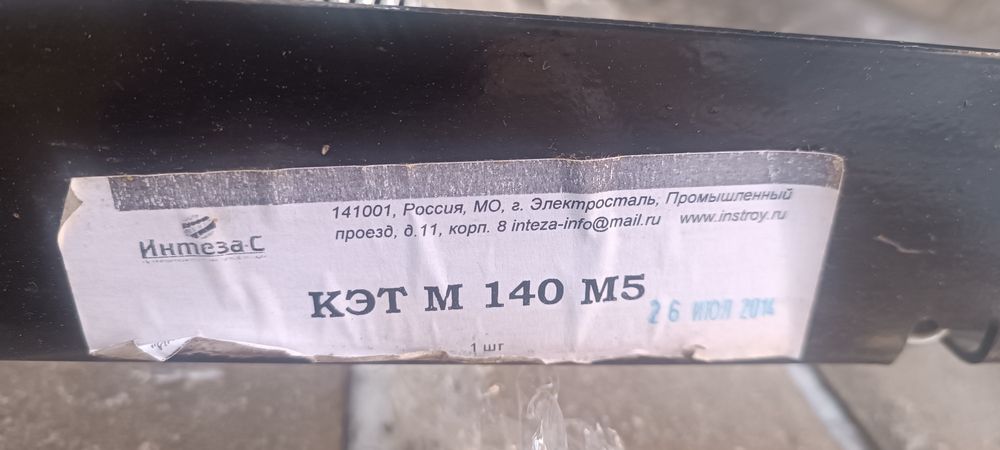 141001, Россия, МО, г. Электросталь, Промышленный
проезд, д.11, корп. 8 inteza-info@mail.ru www.instroy.ru
Интеза-С
КЭТ М 140 М5
26 ИЮЛ 2014
1 шт